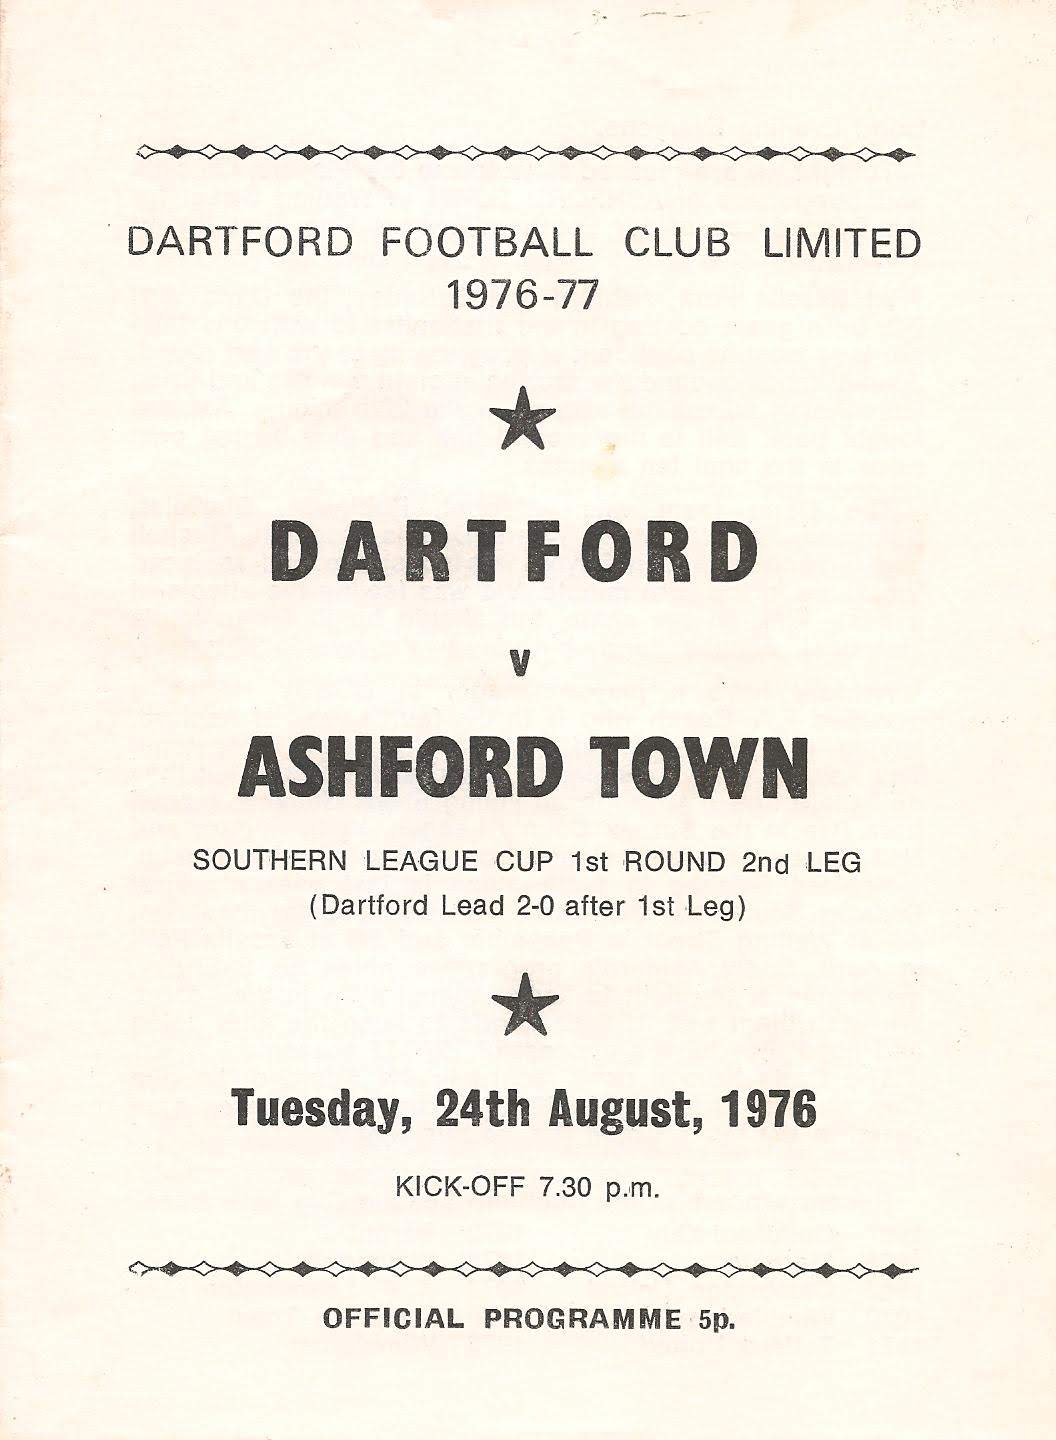 DARTFORD FOOTBALL CLUB LIMITED
1976-77
DARTFORD
v
ASHFORD TOWN
SOUTHERN LEAGUE CUP 1st ROUND 2nd LEG
(Dartford Lead 2-0 after 1st Leg)
Tuesday, 24th August, 1976
KICK-OFF 7.30 p.m.
OFFICIAL PROGRAMME 5p.